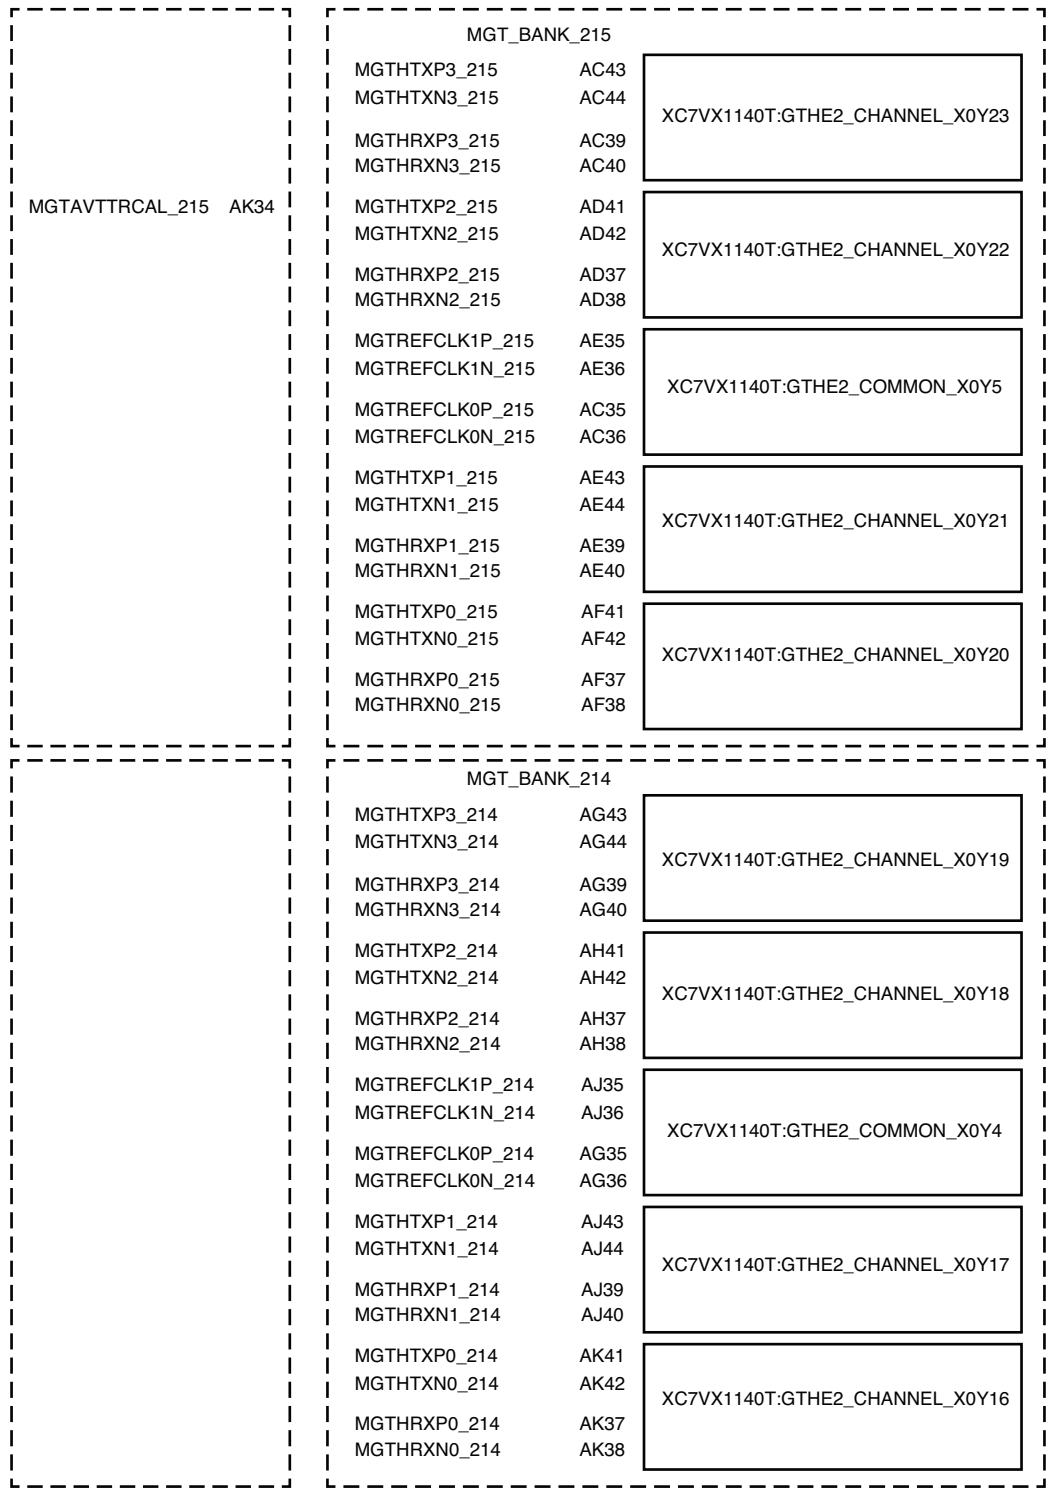 MGT_BANK_215
MGTHTXP3_215 AC43
MGTHTXN3_215 AC44
XC7VX1140T:GTHE2_CHANNEL_X0Y23
MGTHRXP3_215 AC39
MGTHRXN3_215 AC40
MGTAVTTRCAL_215 AK34
MGTHTXP2_215 AD41
MGTHTXN2_215 AD42
XC7VX1140T:GTHE2_CHANNEL_X0Y22
MGTHRXP2_215 AD37
MGTHRXN2_215 AD38
MGTREFCLK1P_215 AE35
MGTREFCLK1N_215 AE36
XC7VX1140T:GTHE2_COMMON_X0Y5
MGTREFCLK0P_215 AC35
MGTREFCLK0N_215 AC36
MGTHTXP1_215 AE43
MGTHTXN1_215 AE44
XC7VX1140T:GTHE2_CHANNEL_X0Y21
MGTHRXP1_215 AE39
MGTHRXN1_215 AE40
MGTHTXP0_215 AF41
MGTHTXN0_215 AF42
XC7VX1140T:GTHE2_CHANNEL_X0Y20
MGTHRXP0_215 AF37
MGTHRXN0_215 AF38
MGT_BANK_214
MGTHTXP3_214 AG43
MGTHTXN3_214 AG44
XC7VX1140T:GTHE2_CHANNEL_X0Y19
MGTHRXP3_214 AG39
MGTHRXN3_214 AG40
MGTHTXP2_214 AH41
MGTHTXN2_214 AH42
XC7VX1140T:GTHE2_CHANNEL_X0Y18
MGTHRXP2_214 AH37
MGTHRXN2_214 AH38
MGTREFCLK1P_214 AJ35
MGTREFCLK1N_214 AJ36
XC7VX1140T:GTHE2_COMMON_X0Y4
MGTREFCLK0P_214 AG35
MGTREFCLK0N_214 AG36
MGTHTXP1_214 AJ43
MGTHTXN1_214 AJ44
XC7VX1140T:GTHE2_CHANNEL_X0Y17
MGTHRXP1_214 AJ39
MGTHRXN1_214 AJ40
MGTHTXP0_214 AK41
MGTHTXN0_214 AK42
XC7VX1140T:GTHE2_CHANNEL_X0Y16
MGTHRXP0_214 AK37
MGTHRXN0_214 AK38